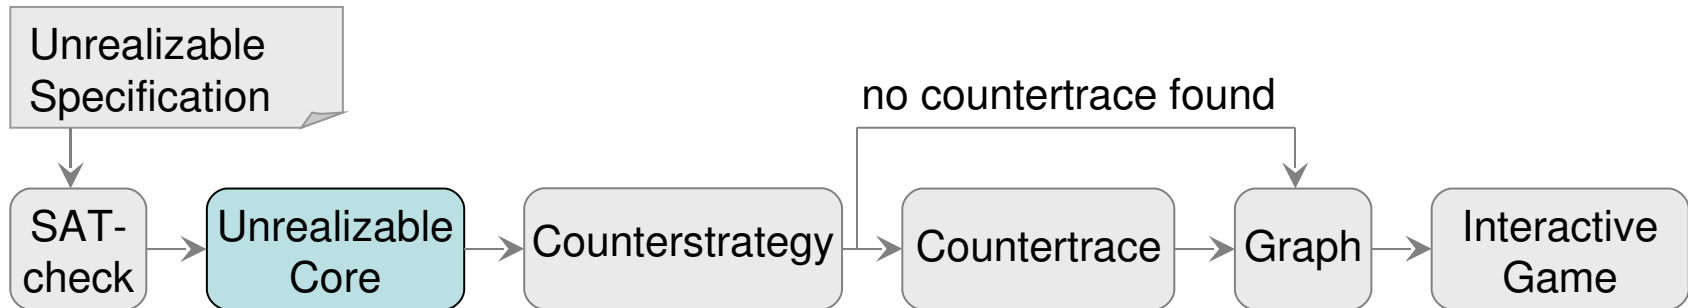 Unrealizable
Specification
no countertrace found
SAT-
check
Unrealizable
Core
Counterstrategy
Countertrace
Graph
Interactive
Game